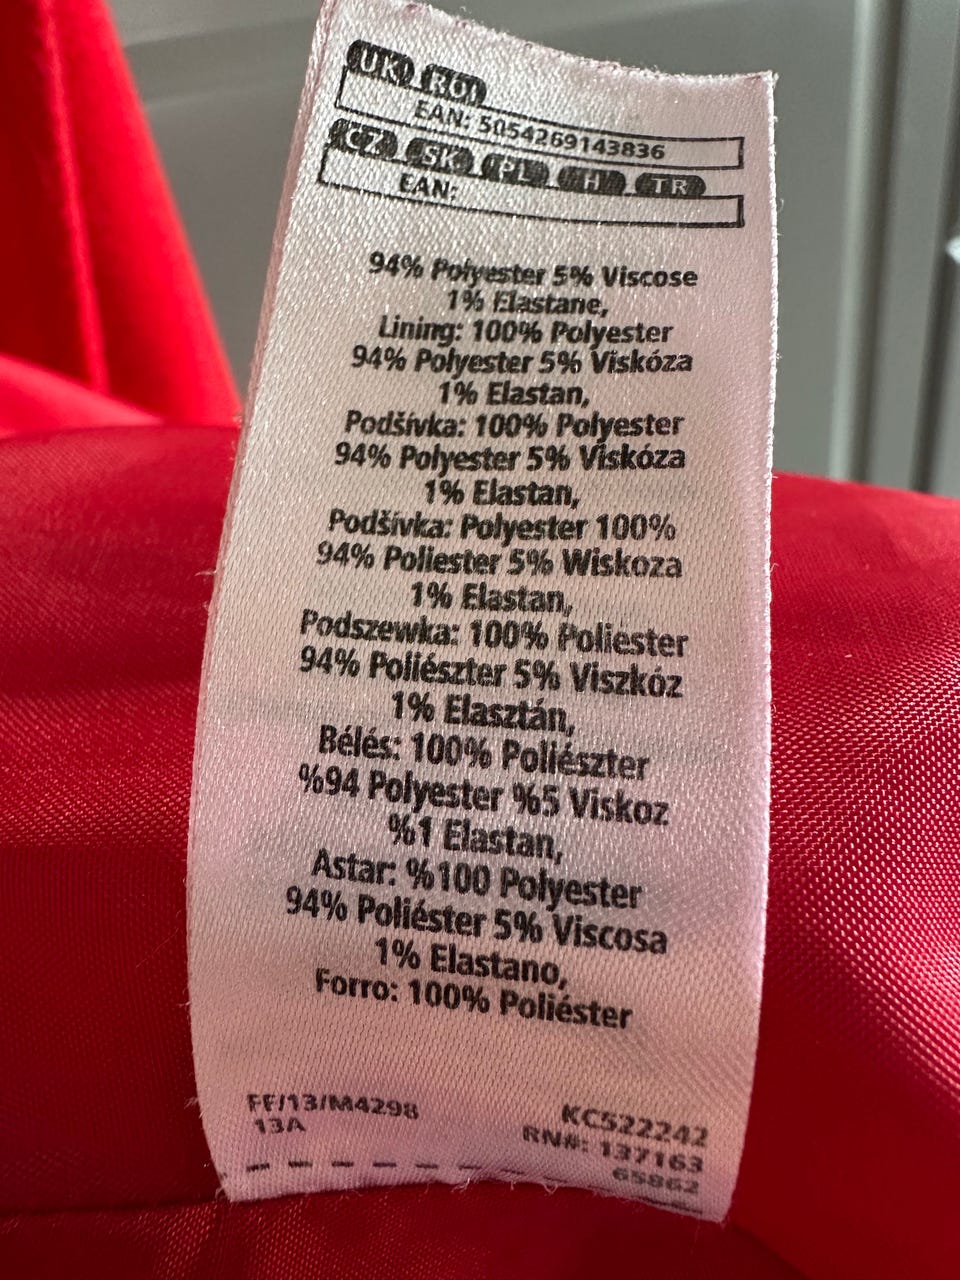 UK ROI
EAN: 5054269143836
CZ SK PL H TR
EAN:
94% Polyester 5% Viscose
1% Elastane,
Lining: 100% Polyester
94% Polyester 5% Viskóza
1% Elastan,
Podšívka: 100% Polyester
94% Polyester 5% Viskóza
1% Elastan,
Podšívka: Polyester 100%
94% Poliester 5% Wiskoza
1% Elastan,
Podszewka: 100% Poliester
94% Poliészter 5% Viszkóz
1% Elasztán,
Bélés: 100% Poliészter
%94 Polyester %5 Viskoz
%1 Elastan,
Astar: %100 Polyester
94% Poliéster 5% Viscosa
1% Elastano,
Forro: 100% Poliéster
FF/13/M4298 KC522242
13A RN#: 137163
65862